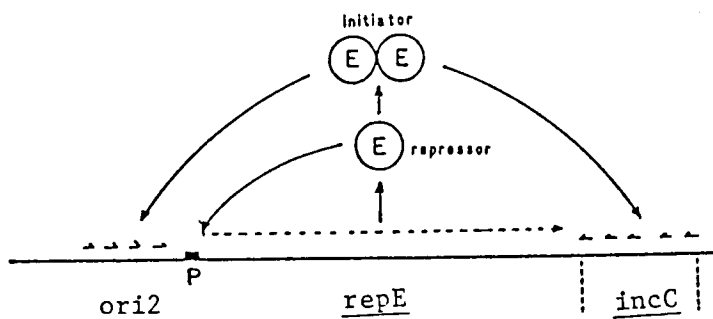 Initiator
E E
E repressor
P
ori2 repE incC